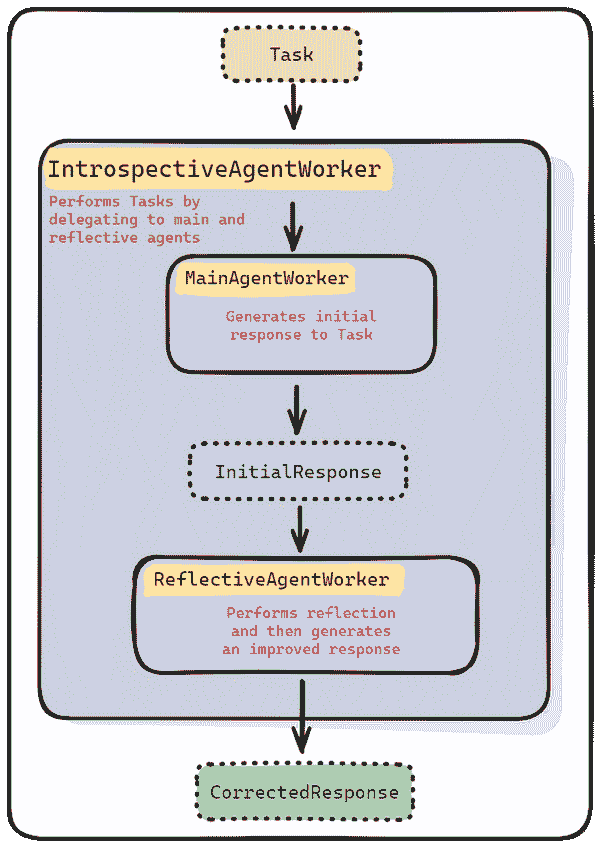 Task
IntrospectiveAgentWorker
Performs Tasks by
delegating to main and
reflective agents
MainAgentWorker
Generates initial
response to Task
InitialResponse
ReflectiveAgentWorker
Performs reflection
and then generates
an improved response
CorrectedResponse